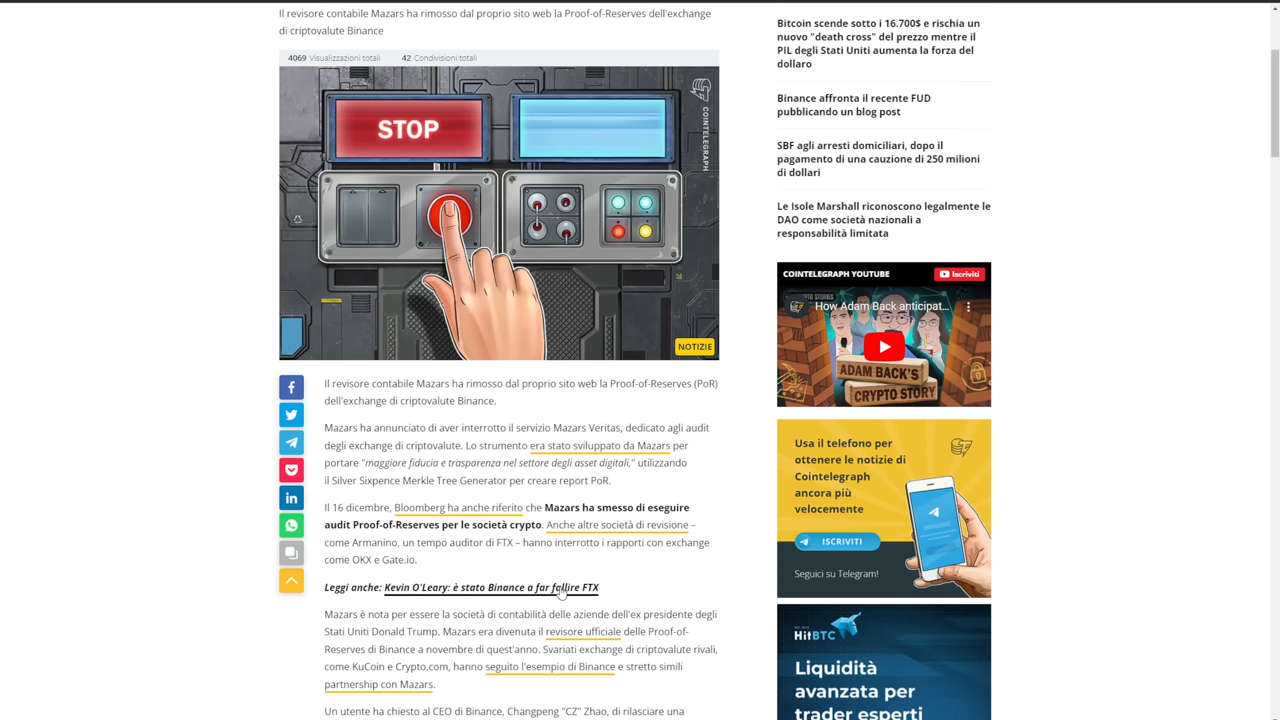 Il revisore contabile Mazars ha rimosso dal proprio sito web la Proof-of-Reserves dell'exchange
di criptovalute Binance
4069 Visualizzazioni totali 42 Condivisioni totali
STOP
COINTELEGRAPH
NOTIZIE
Il revisore contabile Mazars ha rimosso dal proprio sito web la Proof-of-Reserves (PoR)
dell'exchange di criptovalute Binance.
Mazars ha annunciato di aver interrotto il servizio Mazars Veritas, dedicato agli audit
degli exchange di criptovalute. Lo strumento era stato sviluppato da Mazars per
portare "maggiore fiducia e trasparenza nel settore degli asset digitali," utilizzando
il Silver Sixpence Merkle Tree Generator per creare report PoR.
Il 16 dicembre, Bloomberg ha anche riferito che Mazars ha smesso di eseguire
audit Proof-of-Reserves per le società crypto. Anche altre società di revisione –
come Armanino, un tempo auditor di FTX – hanno interrotto i rapporti con exchange
come OKX e Gate.io.
Leggi anche: Kevin O'Leary: è stato Binance a far fallire FTX
Mazars è nota per essere la società di contabilità delle aziende dell'ex presidente degli
Stati Uniti Donald Trump. Mazars era divenuta il revisore ufficiale delle Proof-of-
Reserves di Binance a novembre di quest'anno. Svariati exchange di criptovalute rivali,
come KuCoin e Crypto.com, hanno seguito l'esempio di Binance e stretto simili
partnership con Mazars.
Un utente ha chiesto al CEO di Binance, Changpeng "CZ" Zhao, di rilasciare una
Bitcoin scende sotto i 16.700$ e rischia un
nuovo "death cross" del prezzo mentre il
PIL degli Stati Uniti aumenta la forza del
dollaro
Binance affronta il recente FUD
pubblicando un blog post
SBF agli arresti domiciliari, dopo il
pagamento di una cauzione di 250 milioni
di dollari
Le Isole Marshall riconoscono legalmente le
DAO come società nazionali a
responsabilità limitata
COINTELEGRAPH YOUTUBE
Iscriviti
How Adam Back anticipat...
ADAM BACK'S
CRYPTO STORY
Usa il telefono per
ottenere le notizie di
Cointelegraph
ancora più
velocemente
ISCRIVITI
Seguici su Telegram!
HitBTC
Liquidità
avanzata per
trader esperti